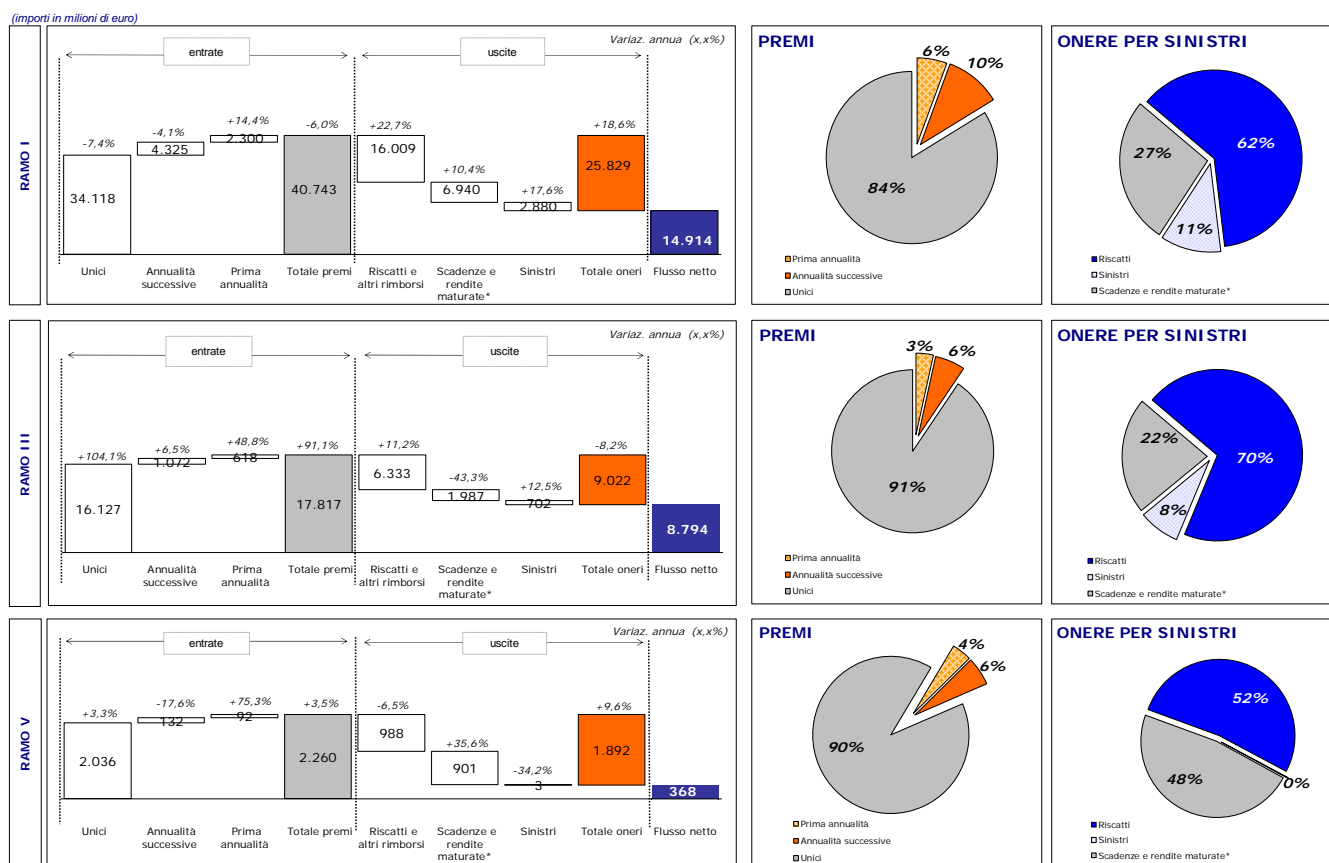 (importi in milioni di euro)
RAMO I
entrate
uscite
Variaz. annua (x,x%)
-7,4%
-4,1%
+14,4%
-6,0%
+22,7%
+10,4%
+17,6%
+18,6%
34.118
4.325
2.300
40.743
16.009
6.940
2.880
25.829
14.914
Unici
Annualità successive
Prima annualità
Totale premi
Riscatti e altri rimborsi
Scadenze e rendite maturate*
Sinistri
Totale oneri
Flusso netto
PREMI
6%
10%
84%
Prima annualità
Annualità successive
Unici
ONERE PER SINISTRI
62%
27%
11%
Riscatti
Sinistri
Scadenze e rendite maturate*
RAMO III
entrate
uscite
Variaz. annua (x,x%)
+104,1%
+6,5%
+48,8%
+91,1%
+11,2%
-43,3%
+12,5%
-8,2%
16.127
1.072
618
17.817
6.333
1.987
702
9.022
8.794
Unici
Annualità successive
Prima annualità
Totale premi
Riscatti e altri rimborsi
Scadenze e rendite maturate*
Sinistri
Totale oneri
Flusso netto
PREMI
3%
6%
91%
Prima annualità
Annualità successive
Unici
ONERE PER SINISTRI
22%
70%
8%
Riscatti
Sinistri
Scadenze e rendite maturate*
RAMO V
entrate
uscite
Variaz. annua (x,x%)
+3,3%
-17,6%
+75,3%
+3,5%
-6,5%
+35,6%
-34,2%
+9,6%
2.036
132
92
2.260
988
901
3
1.892
368
Unici
Annualità successive
Prima annualità
Totale premi
Riscatti e altri rimborsi
Scadenze e rendite maturate*
Sinistri
Totale oneri
Flusso netto
PREMI
4%
6%
90%
Prima annualità
Annualità successive
Unici
ONERE PER SINISTRI
52%
48%
0%
Riscatti
Sinistri
Scadenze e rendite maturate*